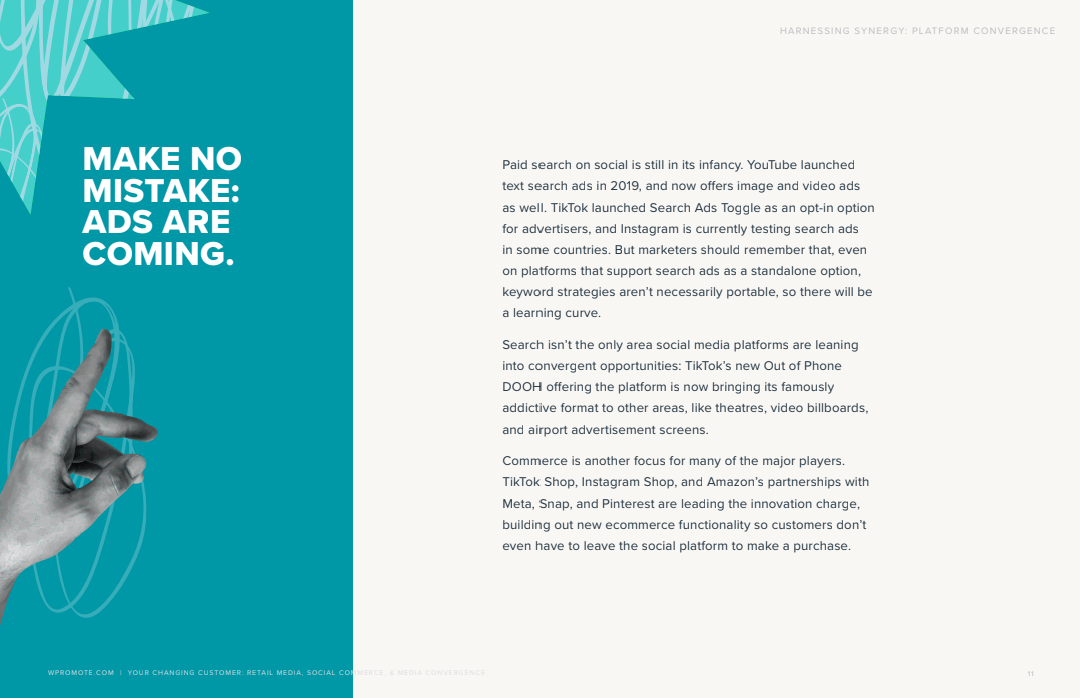 HARNESSING SYNERGY: PLATFORM CONVERGENCE
MAKE NO
MISTAKE:
ADS ARE
COMING.
Paid search on social is still in its infancy. YouTube launched
text search ads in 2019, and now offers image and video ads
as well. TikTok launched Search Ads Toggle as an opt-in option
for advertisers, and Instagram is currently testing search ads
in some countries. But marketers should remember that, even
on platforms that support search ads as a standalone option,
keyword strategies aren’t necessarily portable, so there will be
a learning curve.
Search isn’t the only area social media platforms are leaning
into convergent opportunities: TikTok’s new Out of Phone
DOOH offering the platform is now bringing its famously
addictive format to other areas, like theatres, video billboards,
and airport advertisement screens.
Commerce is another focus for many of the major players.
TikTok Shop, Instagram Shop, and Amazon’s partnerships with
Meta, Snap, and Pinterest are leading the innovation charge,
building out new ecommerce functionality so customers don’t
even have to leave the social platform to make a purchase.
WPROMOTE.COM | YOUR CHANGING CUSTOMER: RETAIL MEDIA, SOCIAL COMMERCE, & MEDIA CONVERGENCE
11